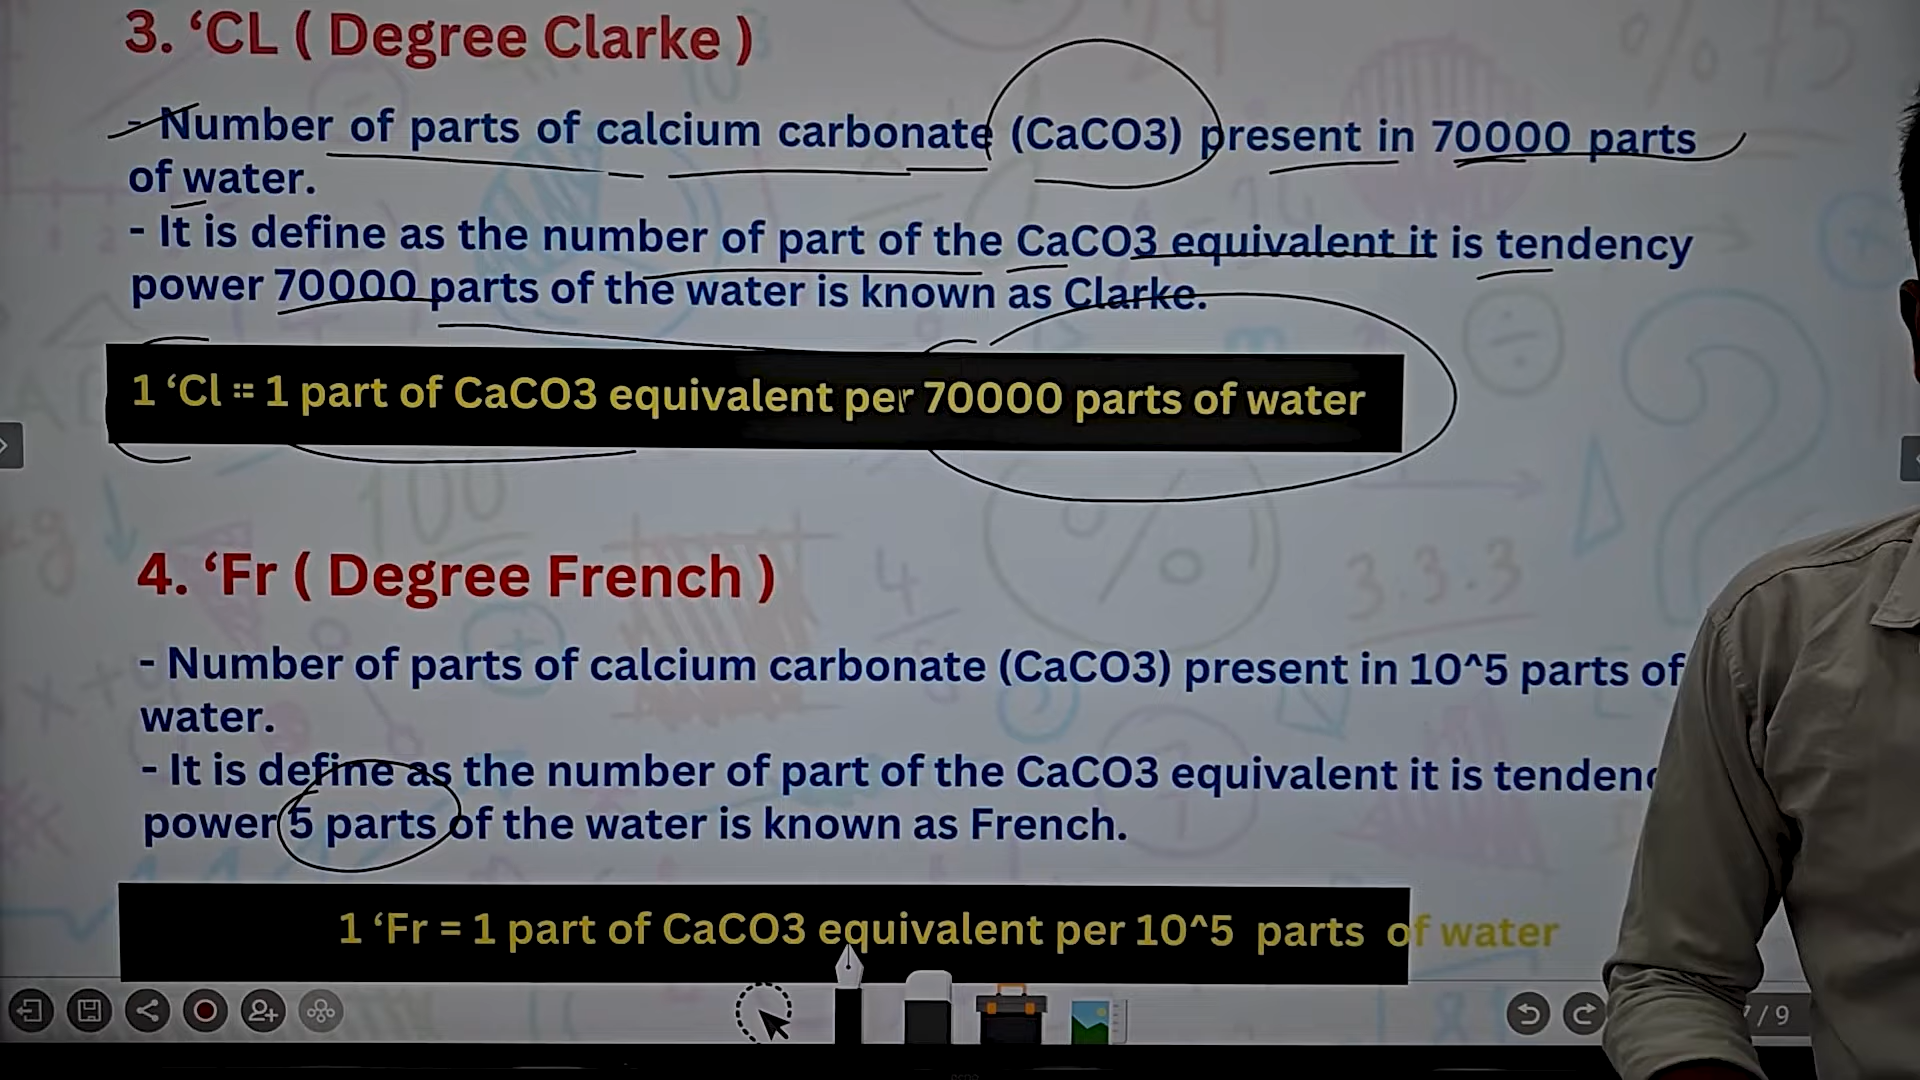 3. ‘CL ( Degree Clarke )
- Number of parts of calcium carbonate (CaCO3) present in 70000 parts
of water.
- It is define as the number of part of the CaCO3 equivalent it is tendency
power 70000 parts of the water is known as Clarke.
1 ‘Cl = 1 part of CaCO3 equivalent per 70000 parts of water
4. ‘Fr ( Degree French )
- Number of parts of calcium carbonate (CaCO3) present in 10^5 parts of
water.
- It is define as the number of part of the CaCO3 equivalent it is tendenc
power 5 parts of the water is known as French.
1 ‘Fr = 1 part of CaCO3 equivalent per 10^5 parts of water
/ 9